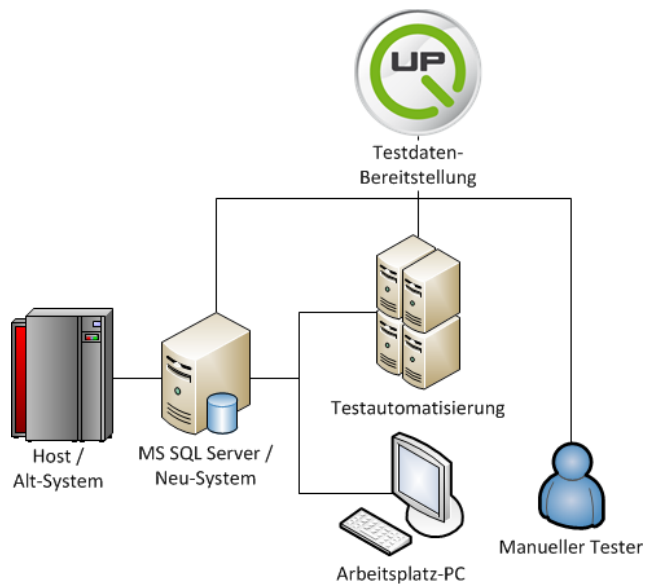 UP
Testdaten-
Bereitstellung
Testautomatisierung
Host /
Alt-System
MS SQL Server /
Neu-System
Arbeitsplatz-PC
Manueller Tester